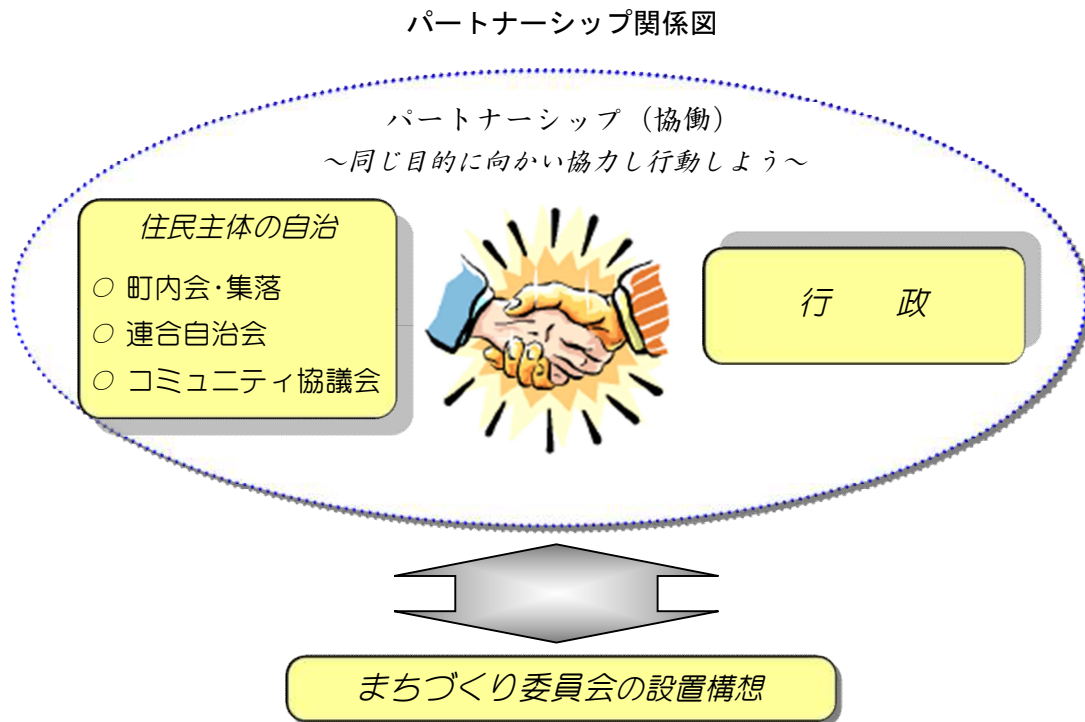 パートナーシップ関係図
パートナーシップ（協働）
～同じ目的に向かい協力し行動しよう～
住民主体の自治
○ 町内会・集落
○ 連合自治会
○ コミュニティ協議会
行　　政
まちづくり委員会の設置構想